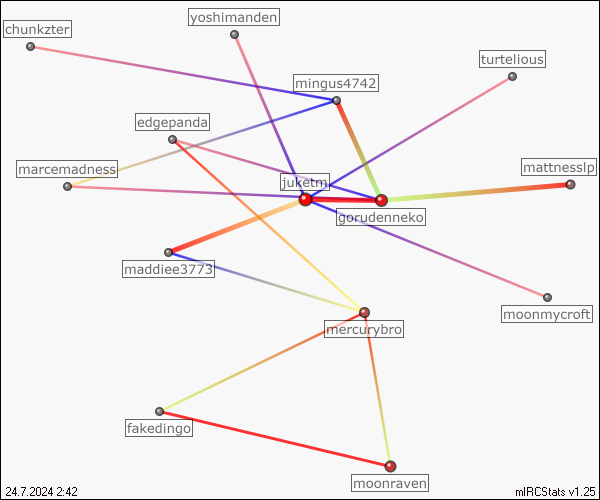 yoshimanden
chunkzter
turtelious
mingus4742
edgepanda
marcemadness
mattnesslp
juketm
gorudenneko
maddiee3773
moonmycroft
mercurybro
fakedingo
moonraven
24.7.2024 2:42
mIRCStats v1.25